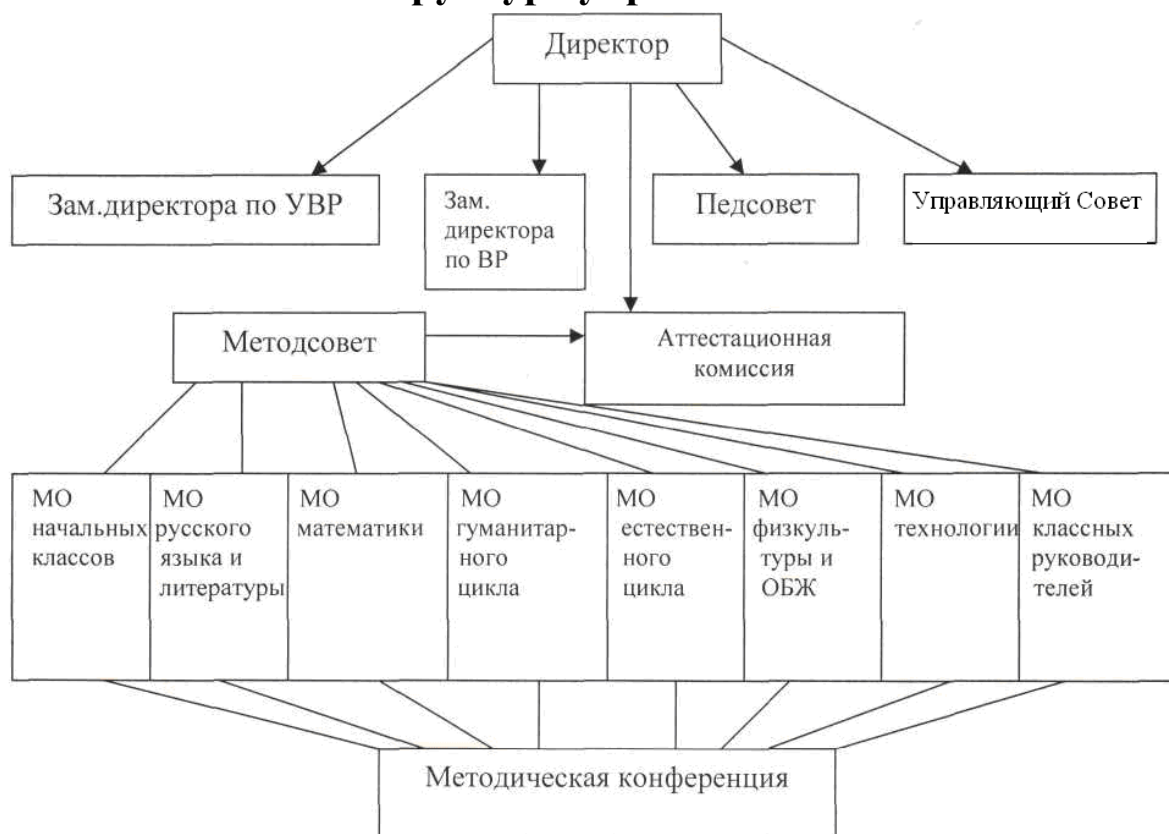 Директор
Зам.директора по УВР
Зам.
директора
по ВР
Педсовет
Управляющий Совет
Методсовет
Аттестационная
комиссия
МО
начальных
классов
МО
русского
языка и
литературы
МО
математики
МО
гуманитар-
ного
цикла
МО
естествен-
ного
цикла
МО
физкуль-
туры и
ОБЖ
МО
технологии
МО
классных
руководи-
телей
Методическая конференция